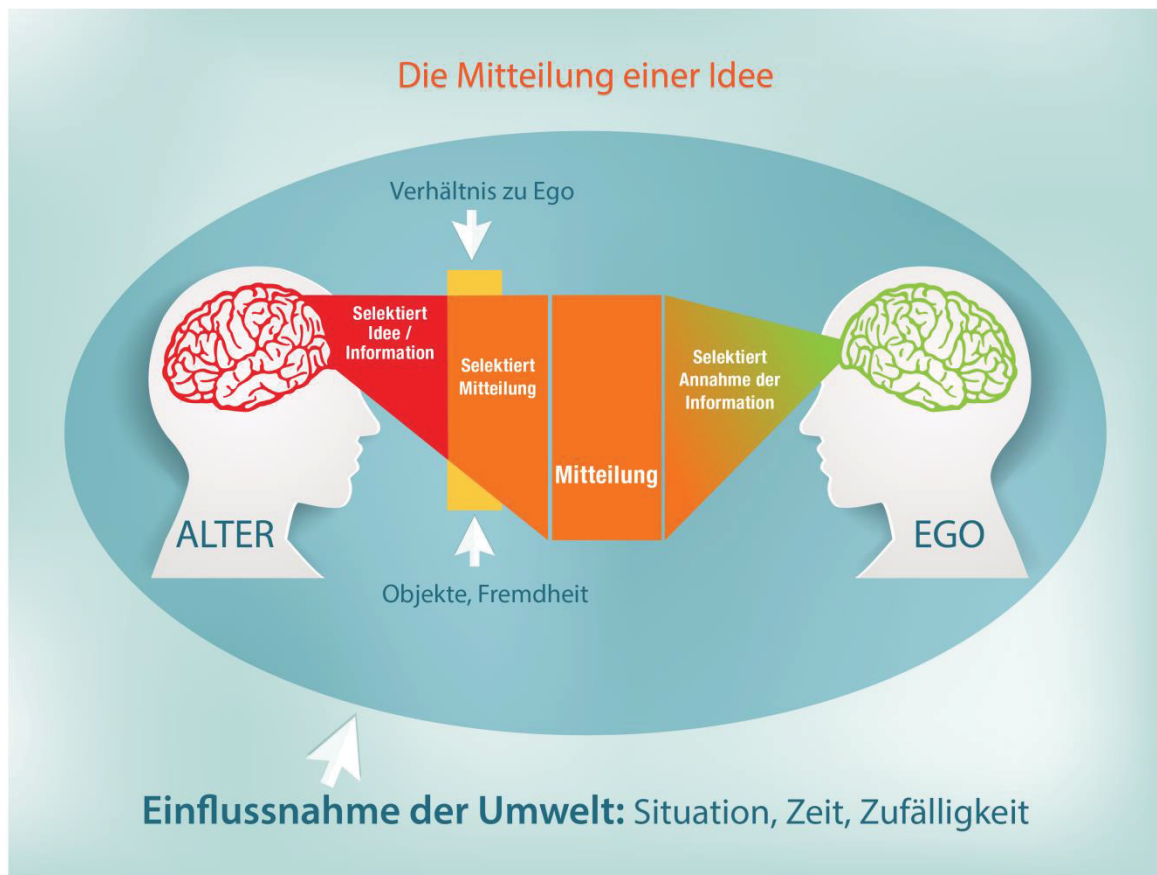 Die Mitteilung einer Idee
Verhältnis zu Ego
Selektiert
Idee /
Information
Selektiert
Mitteilung
Mitteilung
Selektiert
Annahme der
Information
ALTER
EGO
Objekte, Fremdheit
Einflussnahme der Umwelt: Situation, Zeit, Zufälligkeit